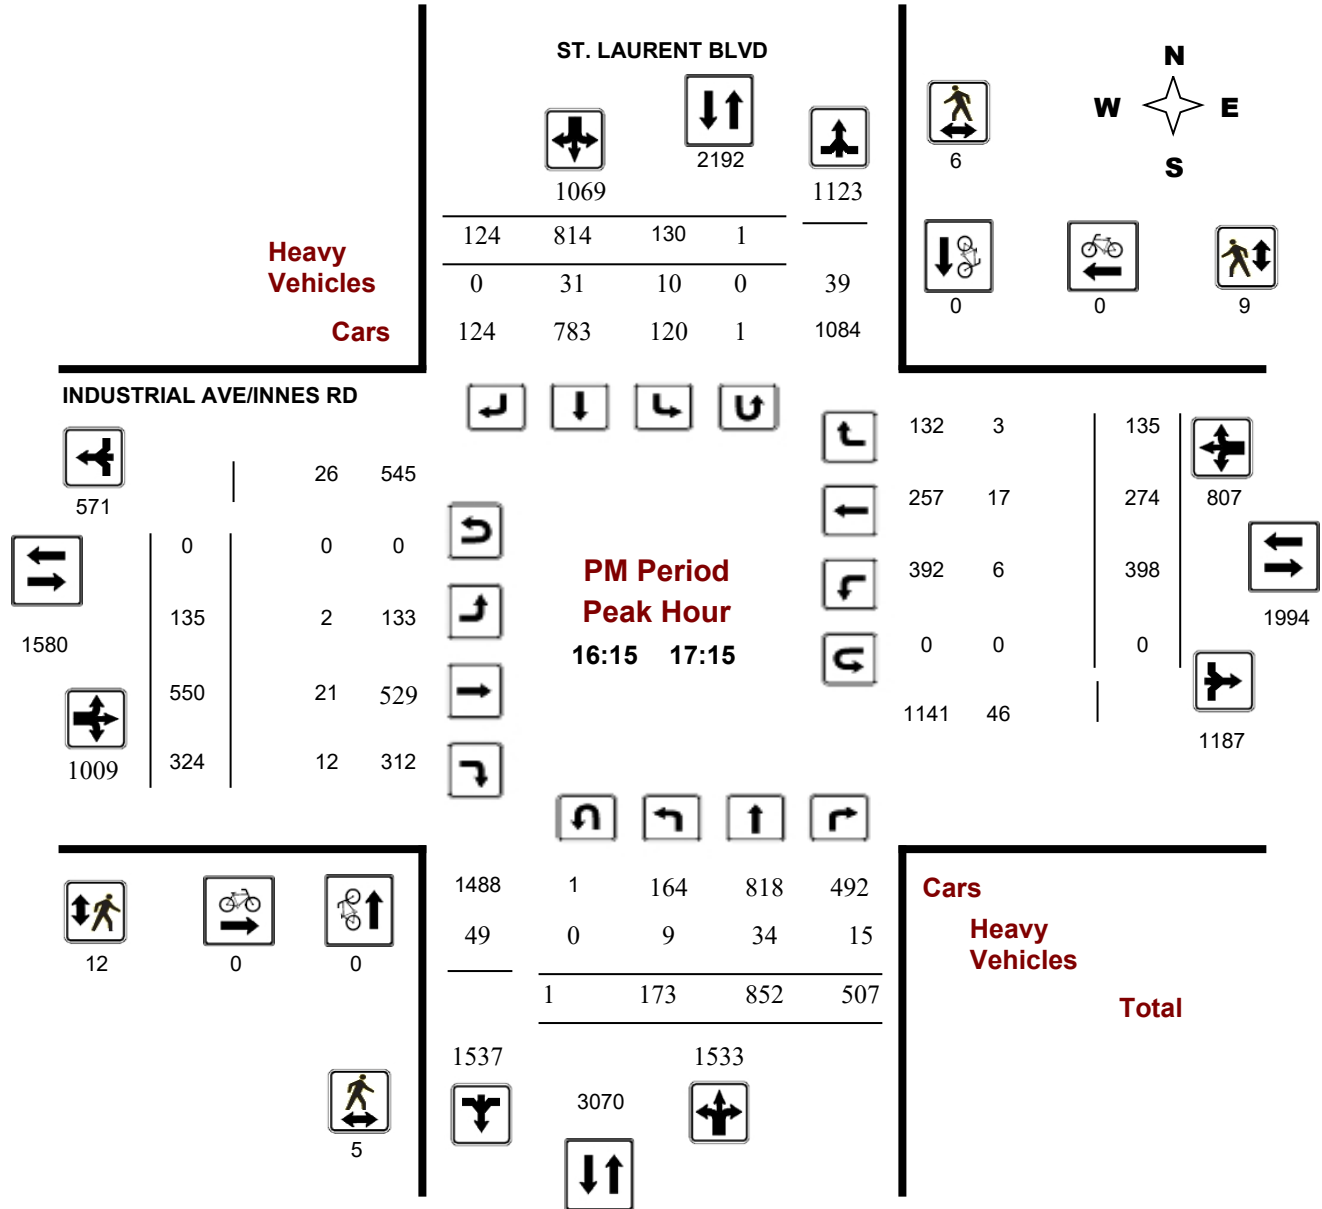 ST. LAURENT BLVD
N
W E
S
2192
6
1069
1123
124 814 130 1
Heavy
Vehicles
0 31 10 0 39
0 0 9
Cars
124 783 120 1 1084
INDUSTRIAL AVE/INNES RD
132 3 135
26 545
571
257 17 274 807
0 0 0
PM Period
392 6 398
Peak Hour
135 2 133
1994
1580
16:15 17:15
0 0 0
550 21 529
1141 46
1187
1009 324 12 312
1488 1 164 818 492
Cars
49 0 9 34 15
Heavy
Vehicles
12 0 0
1 173 852 507
Total
1537 1533
3070
5